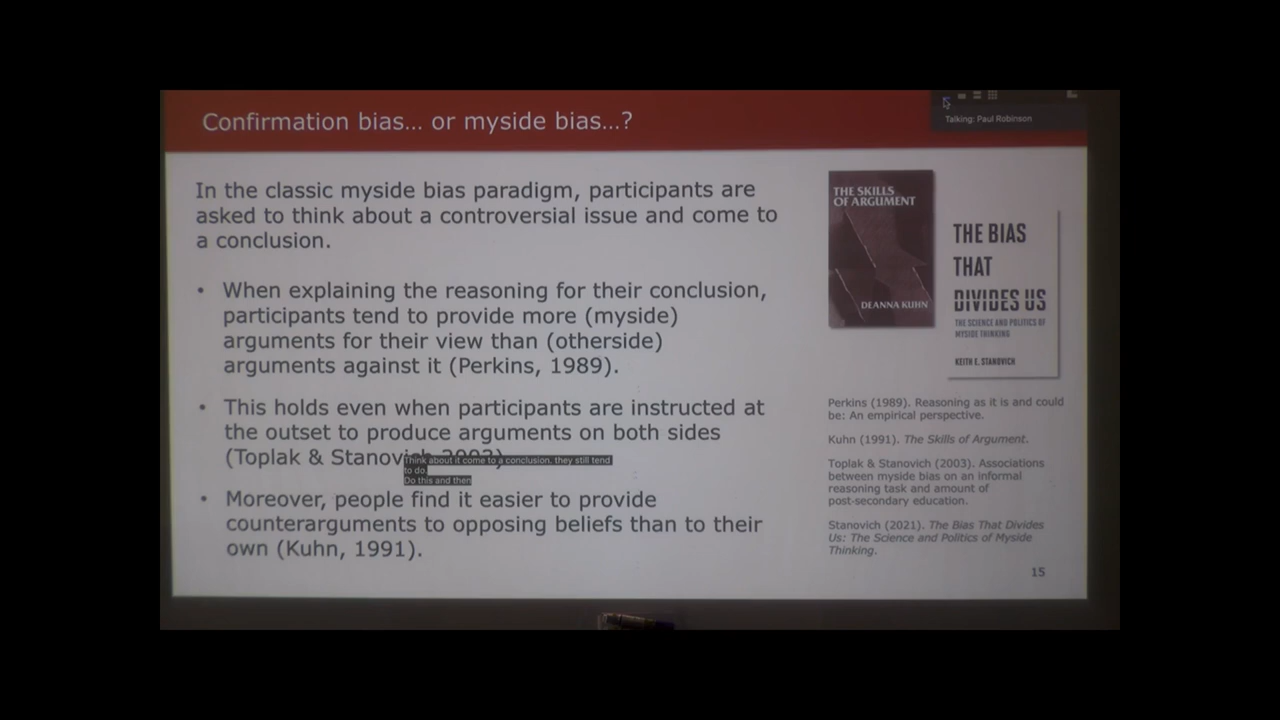 Confirmation bias... or myside bias...?
Talking: Paul Robinson
In the classic myside bias paradigm, participants are
asked to think about a controversial issue and come to
a conclusion.
• When explaining the reasoning for their conclusion,
participants tend to provide more (myside)
arguments for their view than (otherside)
arguments against it (Perkins, 1989).
• This holds even when participants are instructed at
the outset to produce arguments on both sides
(Toplak & Stanovich 2003)
Think about it come to a conclusion. they still tend
to do.
Do this and then
• Moreover, people find it easier to provide
counterarguments to opposing beliefs than to their
own (Kuhn, 1991).
THE SKILLS
OF ARGUMENT
DEANNA KUHN
THE BIAS
THAT
DIVIDES US
THE SCIENCE AND POLITICS OF
MYSIDE THINKING
KEITH E. STANOVICH
Perkins (1989). Reasoning as it is and could
be: An empirical perspective.
Kuhn (1991). The Skills of Argument.
Toplak & Stanovich (2003). Associations
between myside bias on an informal
reasoning task and amount of
post-secondary education.
Stanovich (2021). The Bias That Divides
Us: The Science and Politics of Myside
Thinking.
15